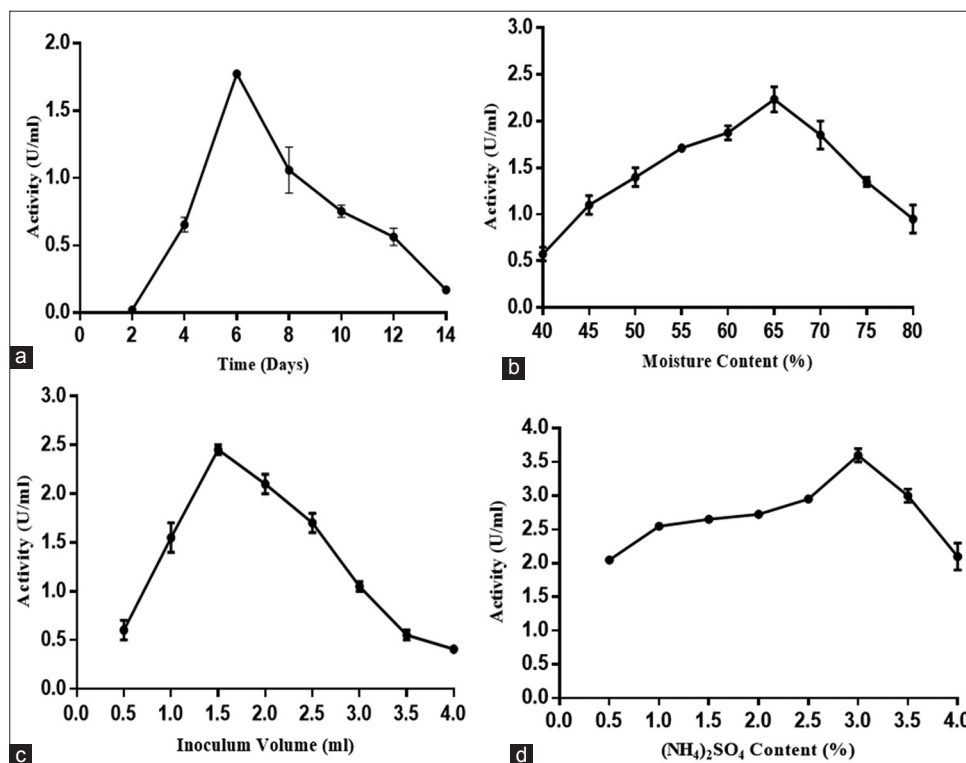 2.0
1.5
1.0
0.5
0.0
Activity (U/ml)
0 2 4 6 8 10 12 14
Time (Days)
a
3.0
2.5
2.0
1.5
1.0
0.5
0.0
Activity (U/ml)
40 45 50 55 60 65 70 75 80
Moisture Content (%)
b
3.0
2.5
2.0
1.5
1.0
0.5
0.0
Activity (U/ml)
0.0 0.5 1.0 1.5 2.0 2.5 3.0 3.5 4.0
Inoculum Volume (ml)
c
4.0
3.5
3.0
2.5
2.0
1.5
1.0
0.5
0.0
Activity (U/ml)
0.0 0.5 1.0 1.5 2.0 2.5 3.0 3.5 4.0
(NH₄)₂SO₄ Content (%)
d